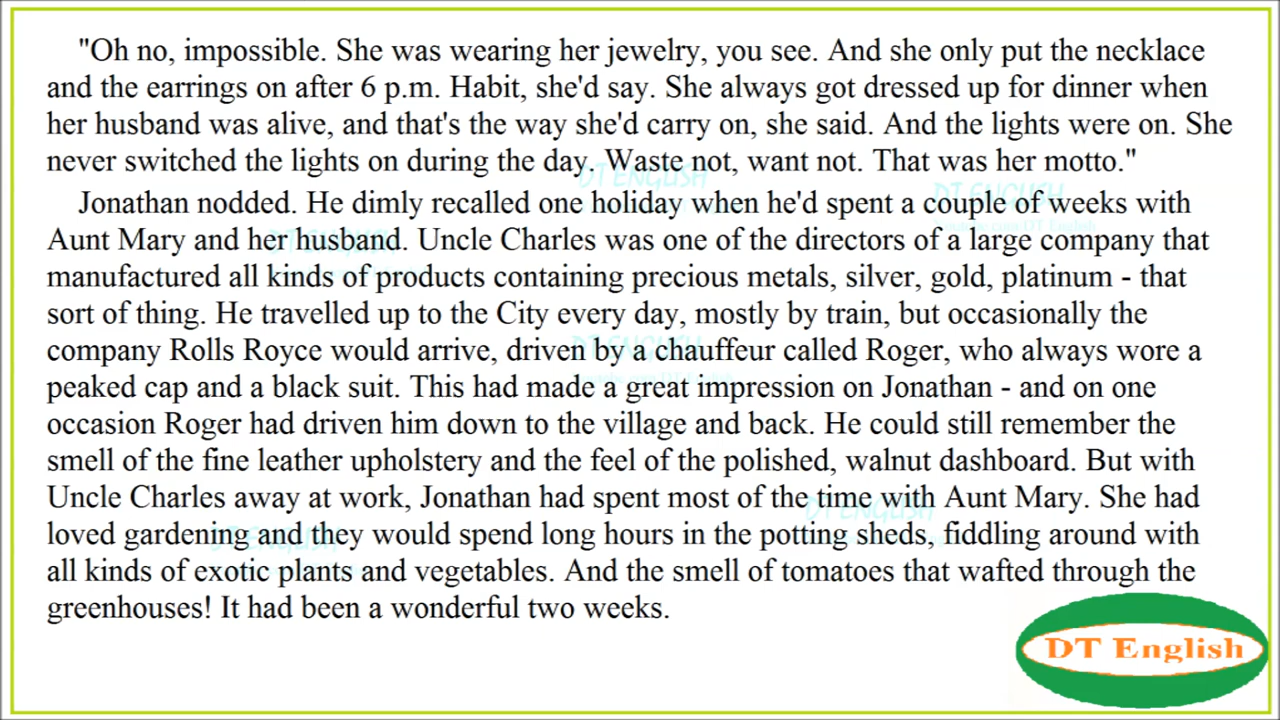 "Oh no, impossible. She was wearing her jewelry, you see. And she only put the necklace
and the earrings on after 6 p.m. Habit, she'd say. She always got dressed up for dinner when
her husband was alive, and that's the way she'd carry on, she said. And the lights were on. She
never switched the lights on during the day. Waste not, want not. That was her motto."
Jonathan nodded. He dimly recalled one holiday when he'd spent a couple of weeks with
Aunt Mary and her husband. Uncle Charles was one of the directors of a large company that
manufactured all kinds of products containing precious metals, silver, gold, platinum - that
sort of thing. He travelled up to the City every day, mostly by train, but occasionally the
company Rolls Royce would arrive, driven by a chauffeur called Roger, who always wore a
peaked cap and a black suit. This had made a great impression on Jonathan - and on one
occasion Roger had driven him down to the village and back. He could still remember the
smell of the fine leather upholstery and the feel of the polished, walnut dashboard. But with
Uncle Charles away at work, Jonathan had spent most of the time with Aunt Mary. She had
loved gardening and they would spend long hours in the potting sheds, fiddling around with
all kinds of exotic plants and vegetables. And the smell of tomatoes that wafted through the
greenhouses! It had been a wonderful two weeks.
DT English
DT ENGLISH
DT ENGLISH
DT ENGLISH
DT ENGLISH
DT ENGLISH
DT ENGLISH